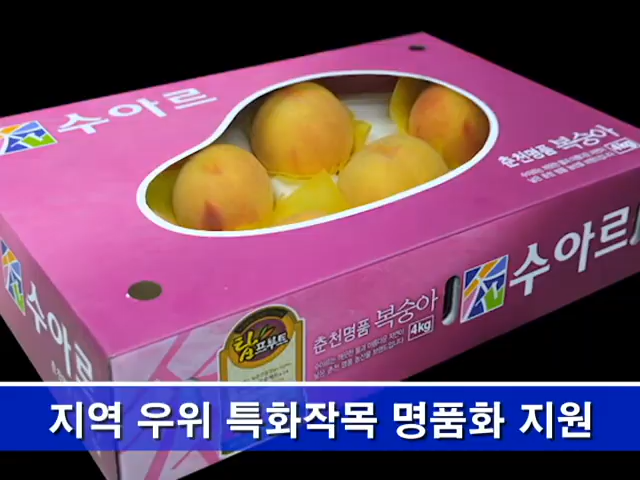 수아르
춘천명품 복숭아
4kg
수아르
수아르
춘천명품 복숭아
4kg
탑프루트
지역 우위 특화작목 명품화 지원